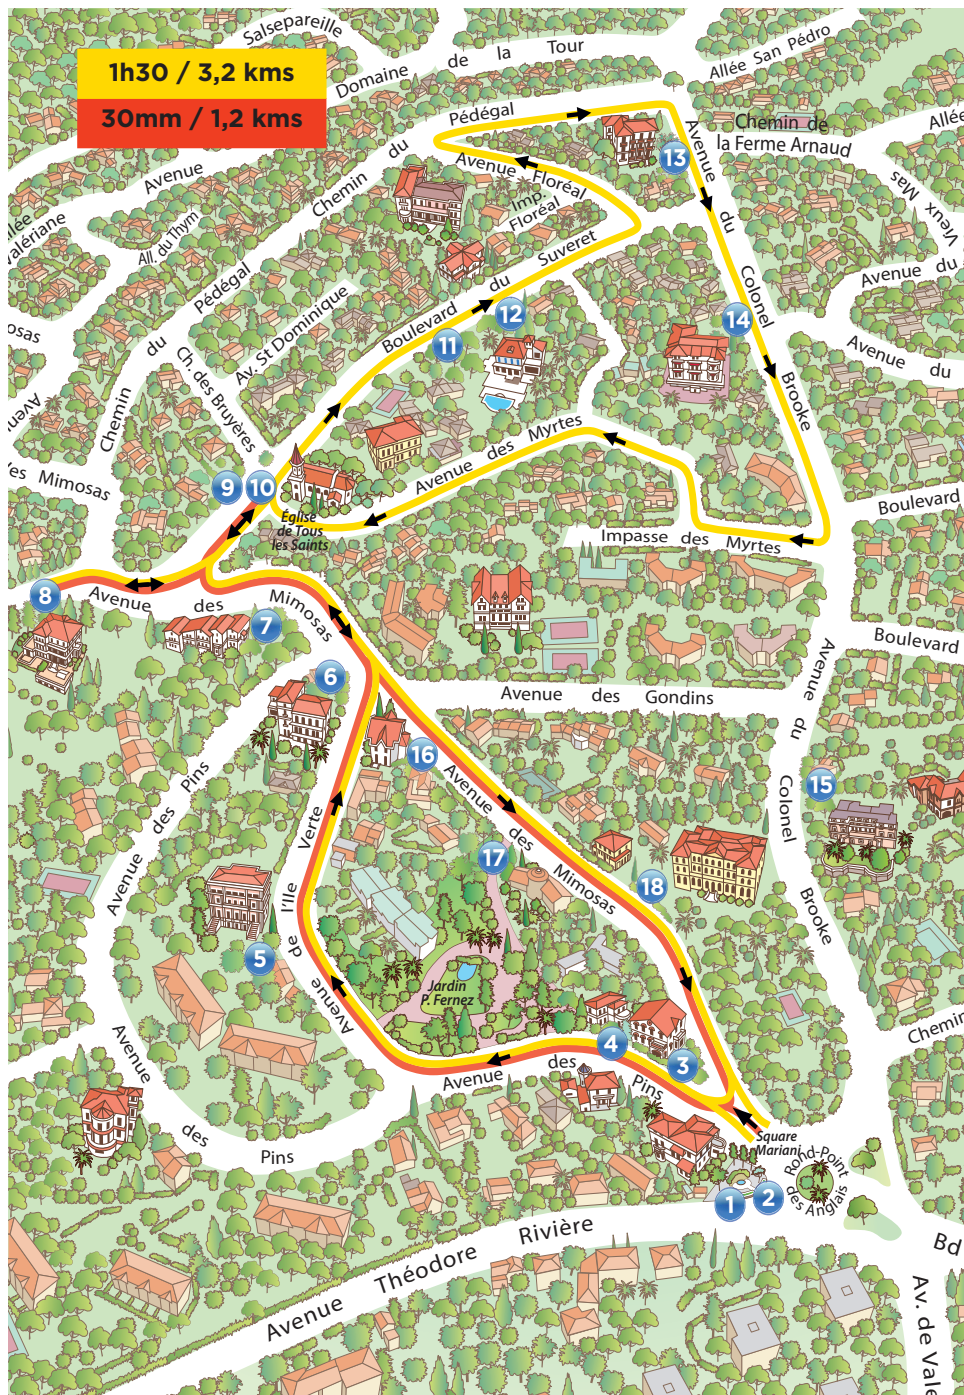 Salsepareille
1h30 / 3,2 kms
30mm / 1,2 kms
Domaine de la Tour
Allée San Pédro
Pédégal
Chemin de
la Ferme Arnaud
Allée
Avenue
Chemin du
13
Avenue Floréal
Imp.
Floréal
Vieux Mas
Valériane
All. du Thym
Avenue du Colonel Brooke
Boulevard du Suveret
Avenue du
osas
Chemin du Pédégal
Av. St Dominique
Ch. des Bruyères
12
11
14
Avenue du
Avenue des Myrtes
les Mimosas
9
10
Église
de Tous
les Saints
Boulevard
Impasse des Myrtes
8
Avenue des Mimosas
7
Boulevard
6
Avenue des Gondins
Avenue du Colonel Brooke
16
Avenue des Mimosas
15
Avenue des Pins
17
18
Avenue de l'Ile Verte
5
Jardin
P. Fernez
4
3
Chemin
Avenue des Pins
Avenue des Pins
Square
Mariani
Rond-Point
des Anglais
1
2
Avenue Théodore Rivière
Bd
Av. de Vale